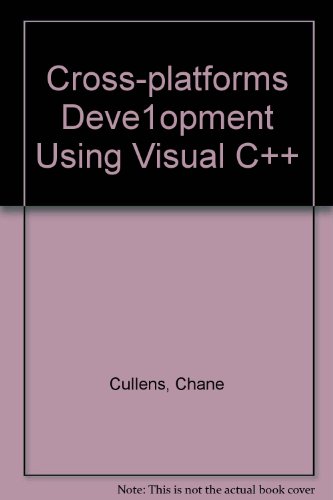 Cross-platforms
Deve1opment
Using Visual C++
Cullens, Chane
Note: This is not the actual book cover